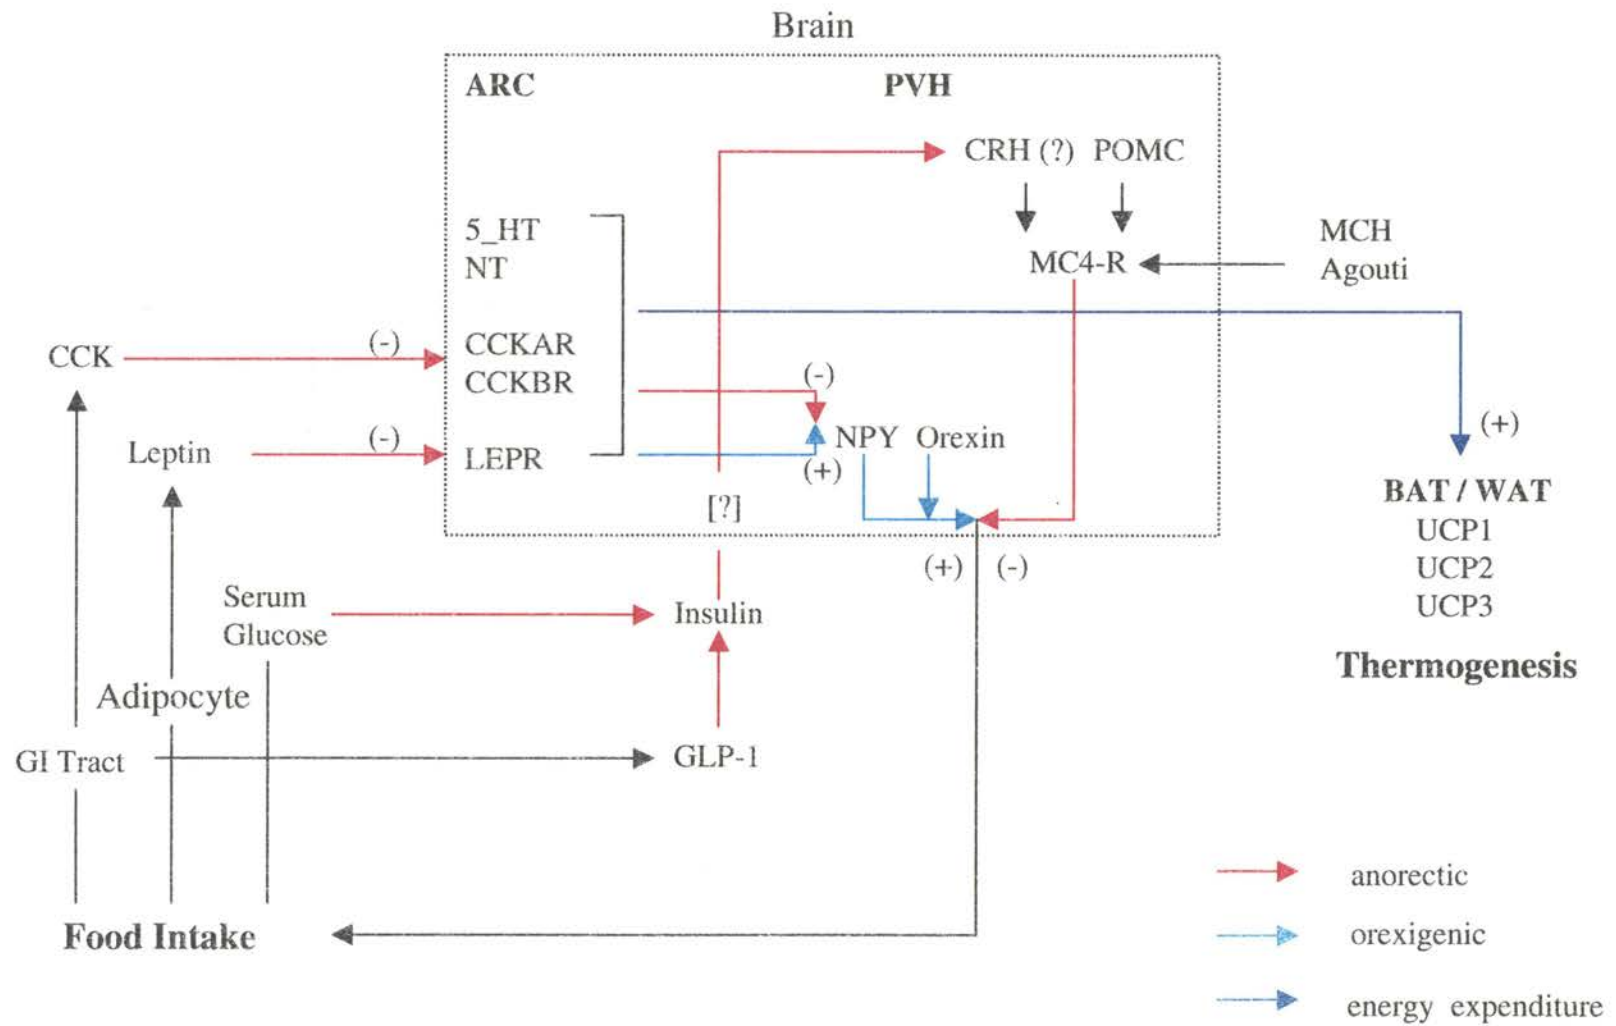 Brain
ARC
PVH
CRH (?) POMC
5_HT
NT
MC4-R
MCH
Agouti
CCK
(-)
CCKAR
CCKBR
(-)
Leptin
(-)
LEPR
NPY Orexin
(+)
(+)
[?]
BAT / WAT
UCP1
UCP2
UCP3
(+) (-)
Serum
Glucose
Insulin
Thermogenesis
Adipocyte
GI Tract
GLP-1
Food Intake
anorectic
orexigenic
energy expenditure